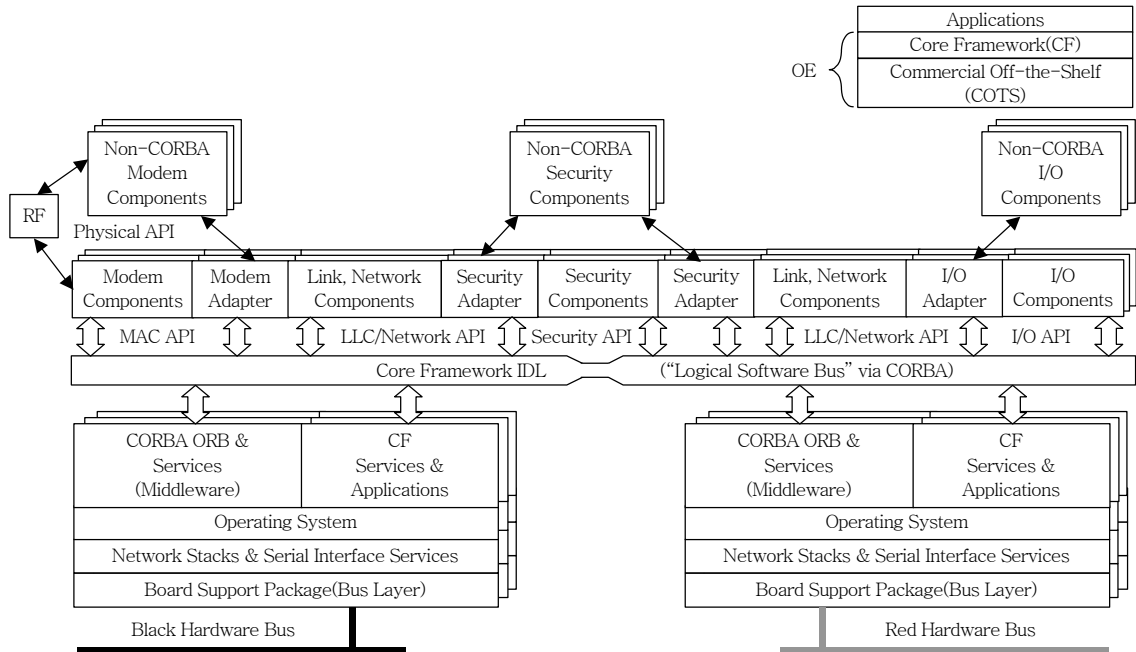 Applications
OE
Core Framework(CF)
Commercial Off-the-Shelf
(COTS)
Non-CORBA
Modem
Components
Non-CORBA
Security
Components
Non-CORBA
I/O
Components
RF
Physical API
Modem
Components
Modem
Adapter
Link, Network
Components
Security
Adapter
Security
Components
Security
Adapter
Link, Network
Components
I/O
Adapter
I/O
Components
MAC API
LLC/Network API
Security API
LLC/Network API
I/O API
Core Framework IDL
(“Logical Software Bus” via CORBA)
CORBA ORB &
Services
(Middleware)
CF
Services &
Applications
Operating System
Network Stacks & Serial Interface Services
Board Support Package(Bus Layer)
Black Hardware Bus
CORBA ORB &
Services
(Middleware)
CF
Services &
Applications
Operating System
Network Stacks & Serial Interface Services
Board Support Package(Bus Layer)
Red Hardware Bus